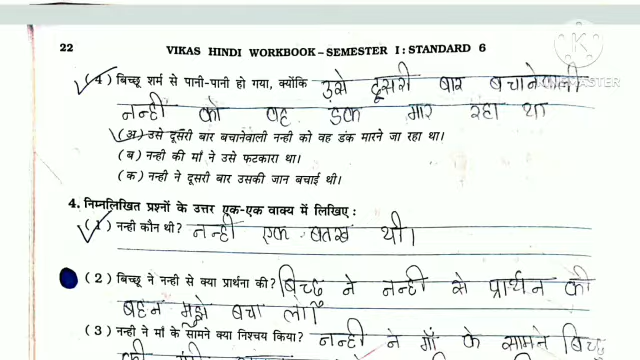 22 VIKAS HINDI WORKBOOK – SEMESTER I : STANDARD 6
(4) बिच्छू शर्म से पानी-पानी हो गया, क्योंकि उसे दूसरी बार बचानेवाली
नन्ही को वह डंक मार रहा था
(अ) उसे दूसरी बार बचानेवाली नन्ही को वह डंक मारने जा रहा था।
(ब) नन्ही की माँ ने उसे फटकारा था।
(क) नन्ही ने दूसरी बार उसकी जान बचाई थी।
4. निम्नलिखित प्रश्नों के उत्तर एक-एक वाक्य में लिखिए :
(1) नन्ही कौन थी? नन्ही एक बतख थी।
(2) बिच्छू ने नन्ही से क्या प्रार्थना की? बिच्छु ने नन्ही से प्रार्थन की
बहन मुझे बचा लो।
(3) नन्ही ने माँ के सामने क्या निश्चय किया? नन्ही ने माँ के सामने बिच्छु